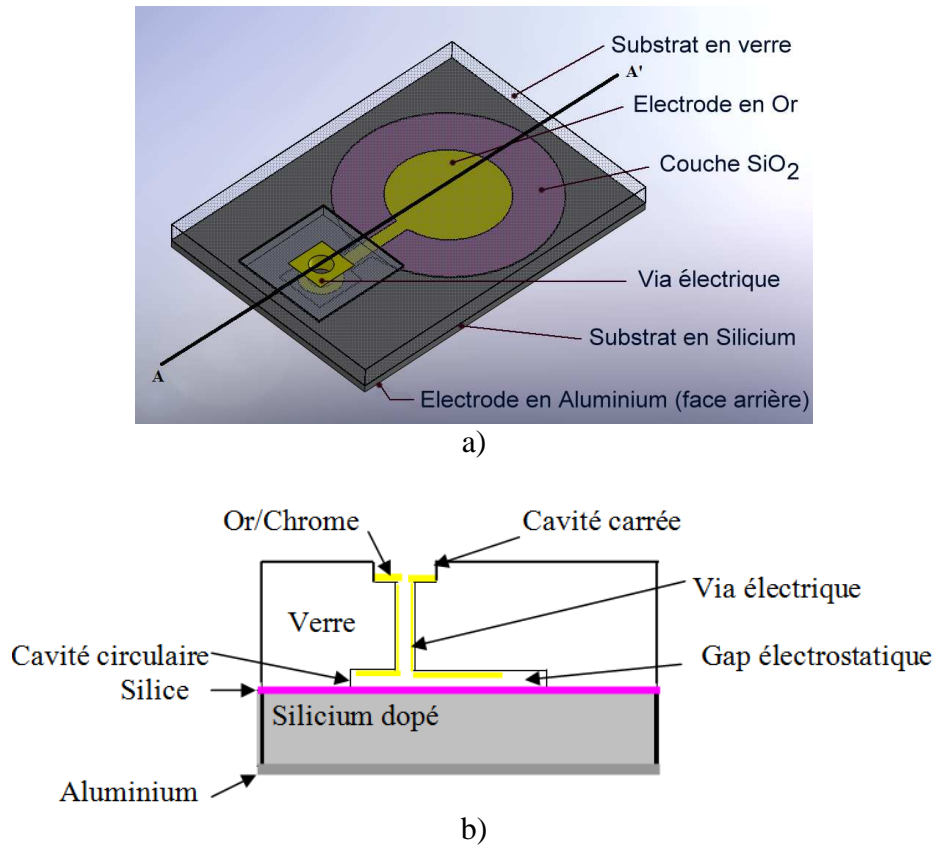 Substrat en verre
A'
Electrode en Or
Couche SiO2
Via électrique
Substrat en Silicium
A
Electrode en Aluminium (face arrière)
a)
Or/Chrome
Cavité carrée
Via électrique
Verre
Cavité circulaire
Gap électrostatique
Silice
Silicium dopé
Aluminium
b)